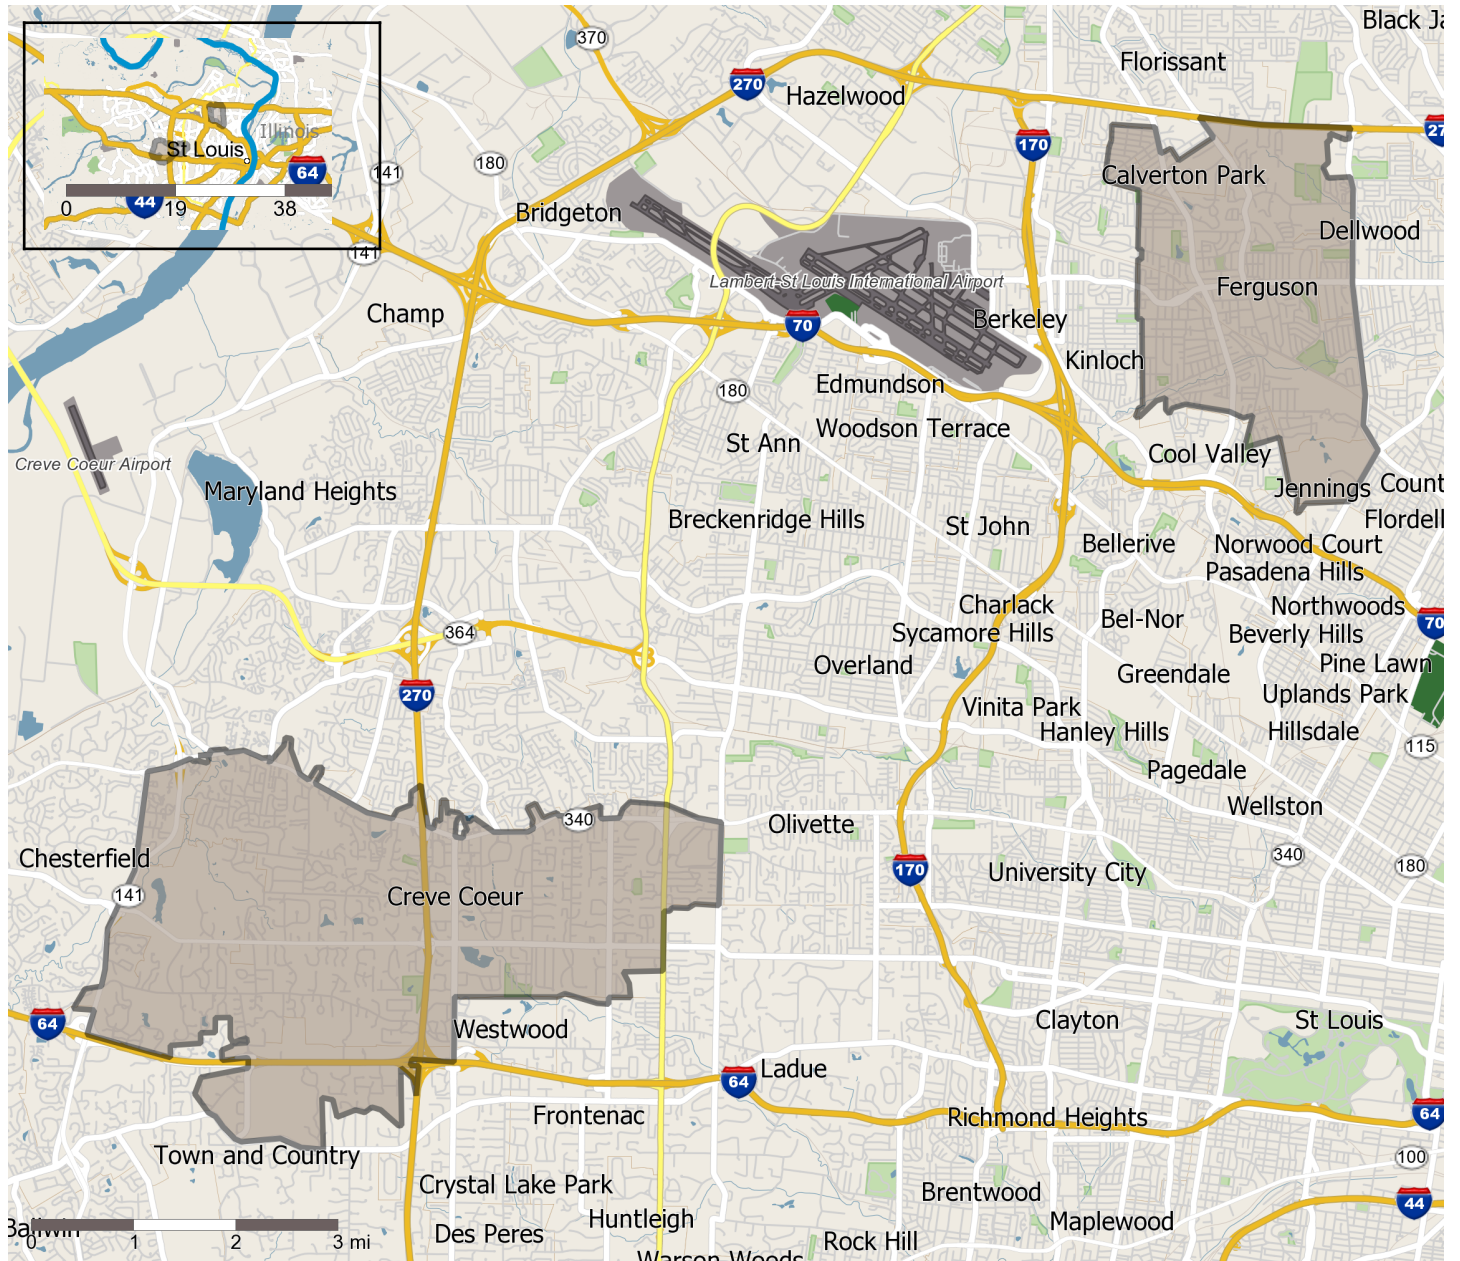 Black Ja
370
Florissant
270
Hazelwood
Illinois
St Louis
64
44
0 19 38
141
180
170
27
Calverton Park
Bridgeton
Dellwood
141
Lambert-St Louis International Airport
Ferguson
Champ
70
Berkeley
Kinloch
180
Edmundson
Woodson Terrace
St Ann
Cool Valley
Creve Coeur Airport
Maryland Heights
Jennings
Count
Breckenridge Hills
St John
Flordell
Bellerive
Norwood Court
Pasadena Hills
Charlack
Northwoods
Bel-Nor
70
364
Sycamore Hills
Beverly Hills
Overland
Pine Lawn
Greendale
270
Uplands Park
Vinita Park
Hanley Hills
Hillsdale
115
Pagedale
Wellston
340
Olivette
Chesterfield
340
180
170
University City
141
Creve Coeur
64
Westwood
Clayton
St Louis
Ladue
64
Frontenac
Richmond Heights
64
Town and Country
100
Crystal Lake Park
Brentwood
44
Ballwin
Huntleigh
Maplewood
Des Peres
Rock Hill
0 1 2 3 mi
Warson Woods